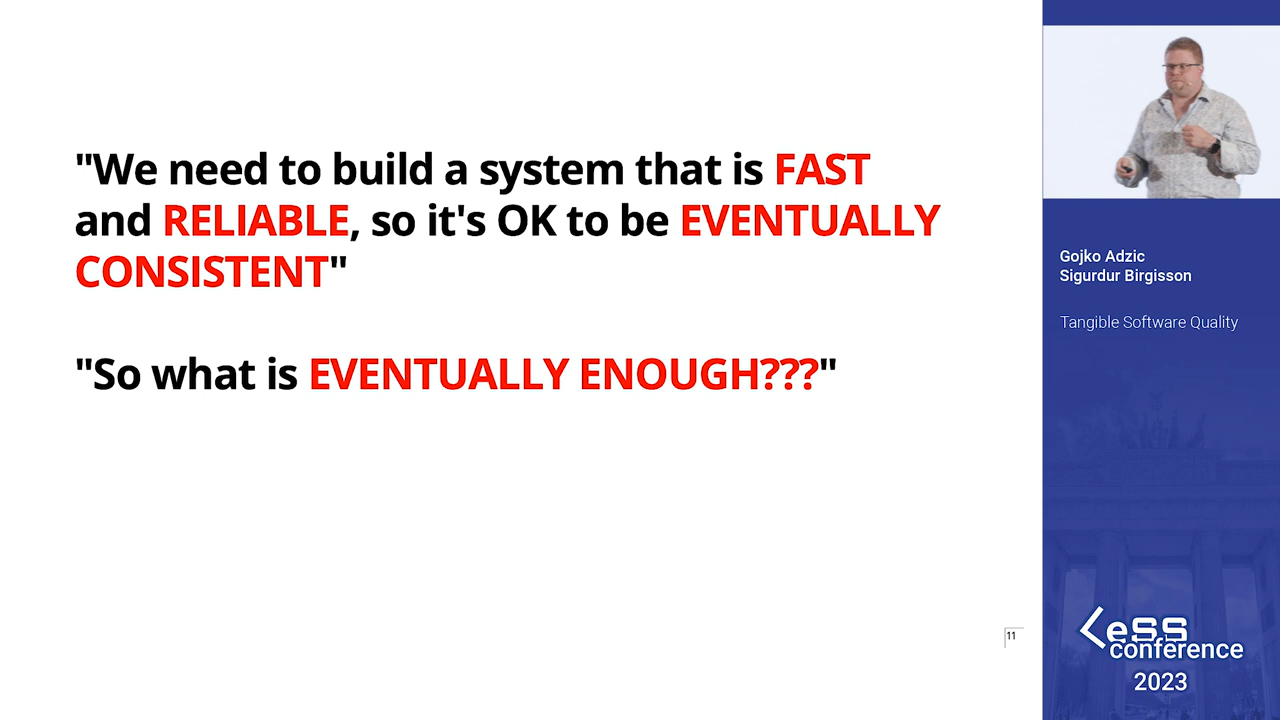 "We need to build a system that is FAST
and RELIABLE, so it's OK to be EVENTUALLY
CONSISTENT"
"So what is EVENTUALLY ENOUGH???"
11
Gojko Adzic
Sigurdur Birgisson
Tangible Software Quality
LeSS
conference
2023